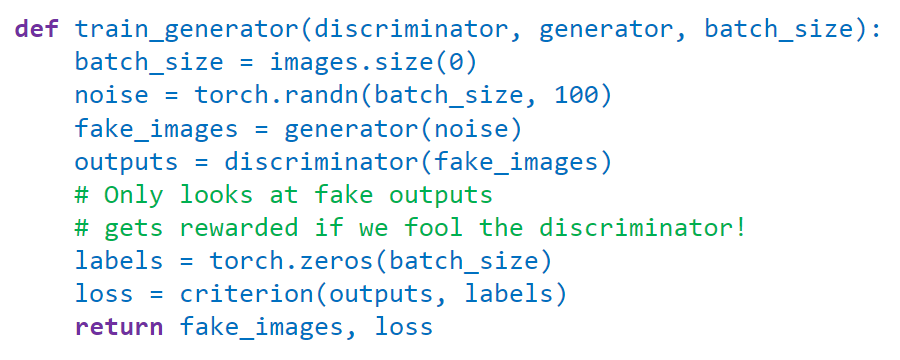 def train_generator(discriminator, generator, batch_size):
    batch_size = images.size(0)
    noise = torch.randn(batch_size, 100)
    fake_images = generator(noise)
    outputs = discriminator(fake_images)
    # Only looks at fake outputs
    # gets rewarded if we fool the discriminator!
    labels = torch.zeros(batch_size)
    loss = criterion(outputs, labels)
    return fake_images, loss